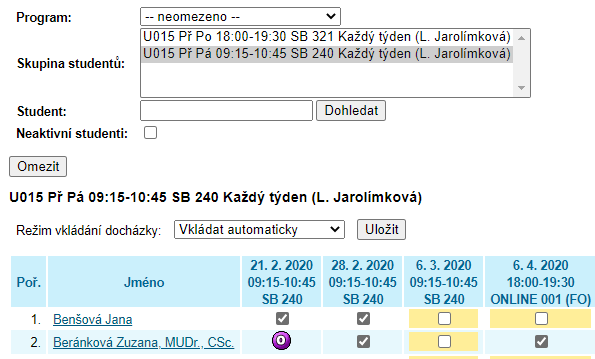 Program: -- neomezeno --
Skupina studentů:
U015 Př Po 18:00-19:30 SB 321 Každý týden (L. Jarolímková)
U015 Př Pá 09:15-10:45 SB 240 Každý týden (L. Jarolímková)
Student: Dohledat
Neaktivní studenti:
Omezit
U015 Př Pá 09:15-10:45 SB 240 Každý týden (L. Jarolímková)
Režim vkládání docházky: Vkládat automaticky Uložit
21. 2. 2020 28. 2. 2020 6. 3. 2020 6. 4. 2020
Poř. Jméno 09:15-10:45 09:15-10:45 09:15-10:45 18:00-19:30
SB 240 SB 240 SB 240 ONLINE 001 (FO)
1. Benšová Jana
2. Beránková Zuzana, MUDr., CSc. O